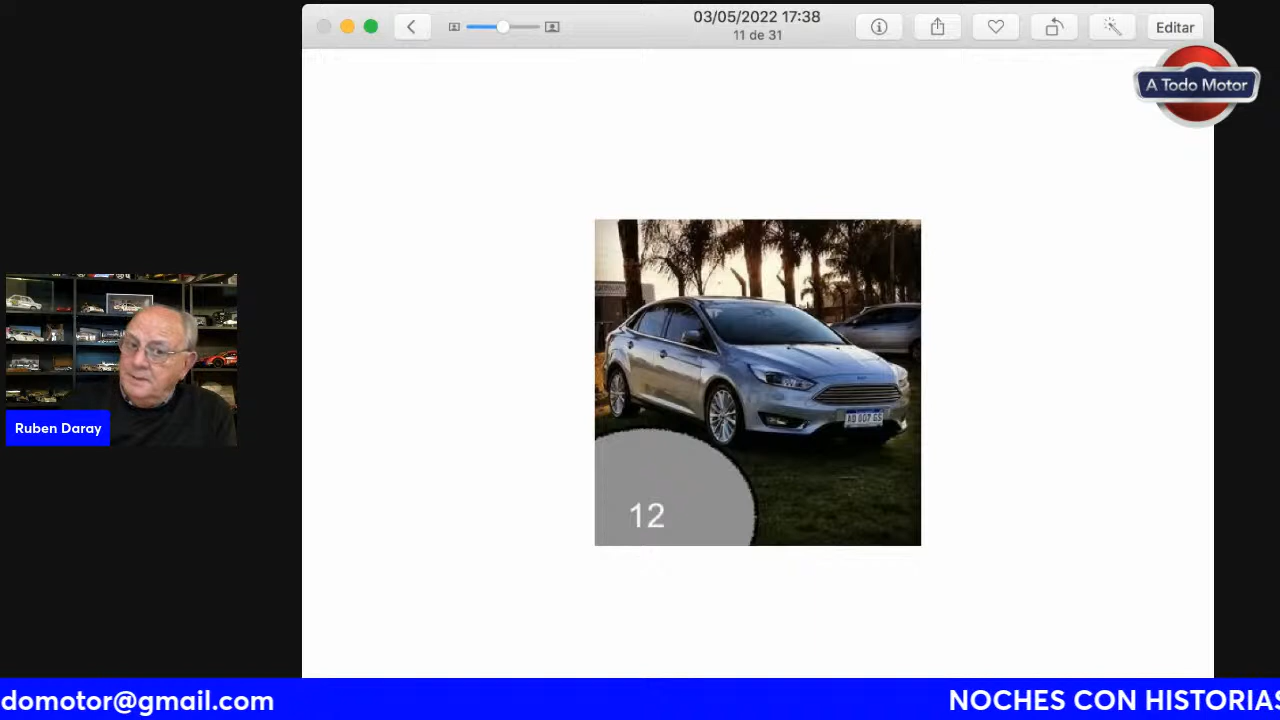 03/05/2022 17:38
11 de 31
Editar
A Todo Motor
Ruben Daray
12
domotor@gmail.com
NOCHES CON HISTORIAS